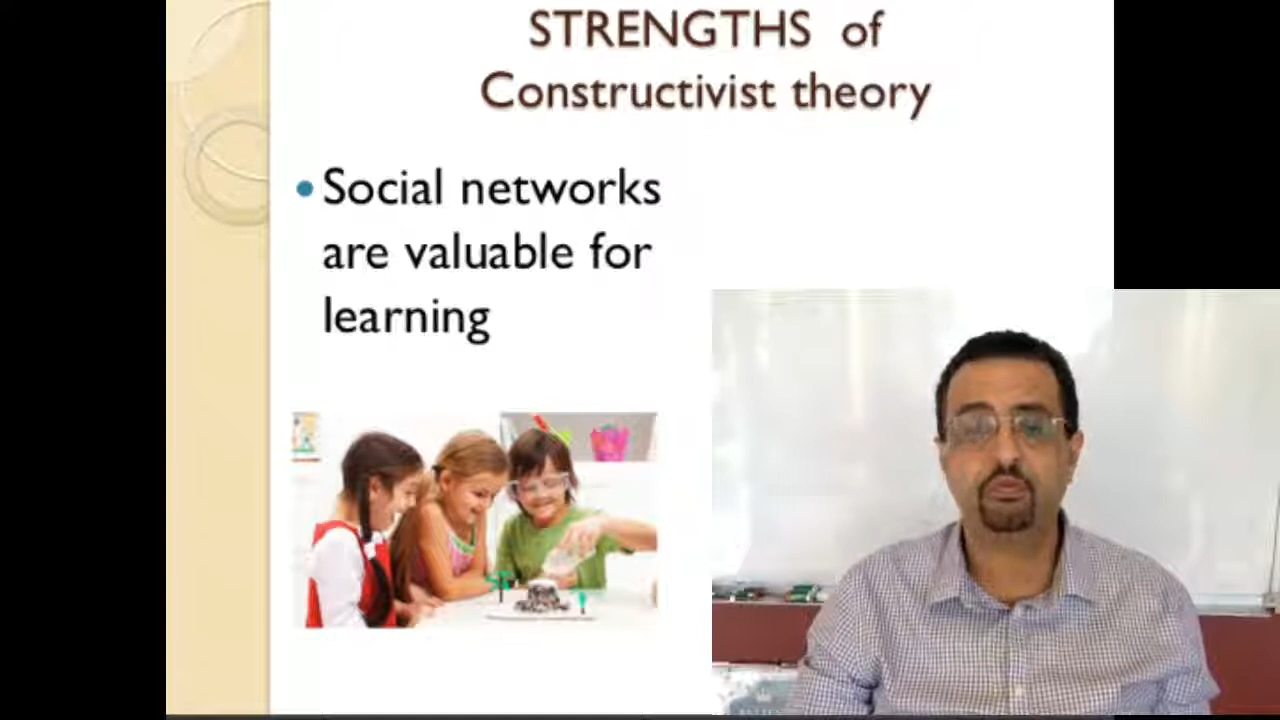 STRENGTHS of
Constructivist theory
• Social networks
are valuable for
learning